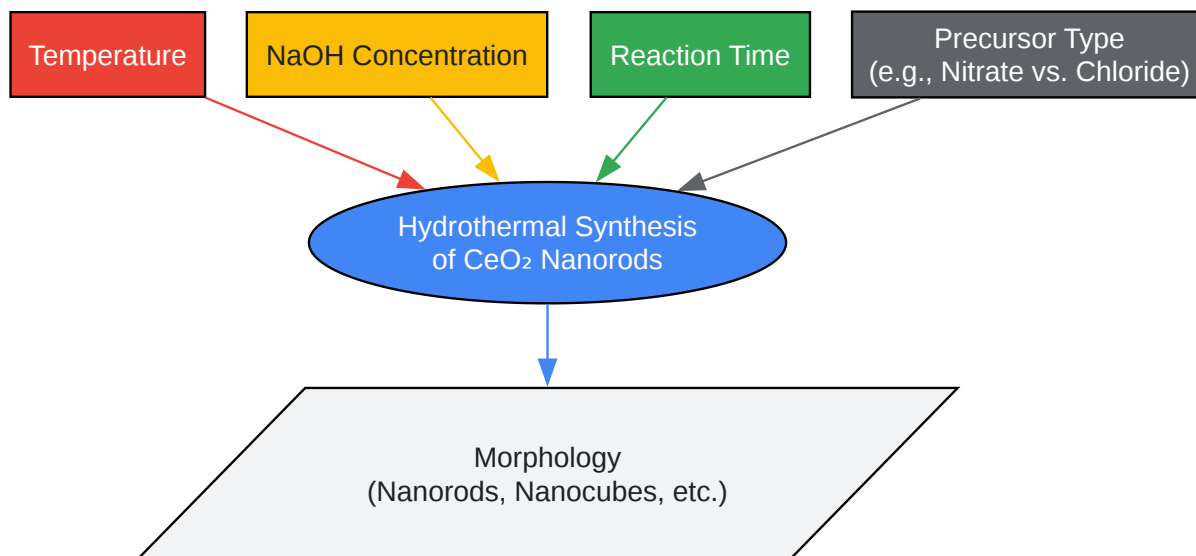 Temperature
NaOH Concentration
Reaction Time
Precursor Type
(e.g., Nitrate vs. Chloride)
Hydrothermal Synthesis
of CeO₂ Nanorods
Morphology
(Nanorods, Nanocubes, etc.)